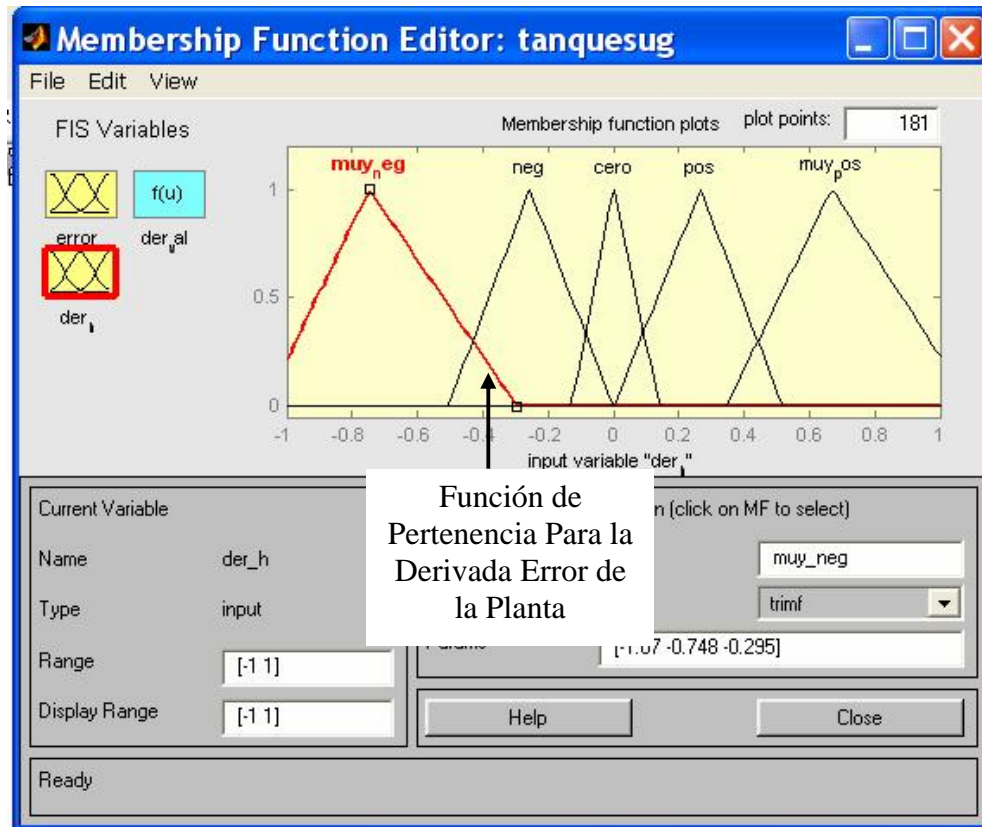 Membership Function Editor: tanquesug
File Edit View
FIS Variables
Membership function plots
plot points:
181
f(u)
error
der_u al
der_h
muy_neg
neg
cero
pos
muy_pos
1
0.5
0
-1 -0.8 -0.6 -0.2 0 0.2 0.4 0.6 0.8 1
input variable "der_h"
Función de
Pertenencia Para la
Derivada Error de
la Planta
Current Variable
Name der_h
Type input
Range [-1 1]
Display Range [-1 1]
(click on MF to select)
muy_neg
trimf
-0.748 -0.295]
Help
Close
Ready